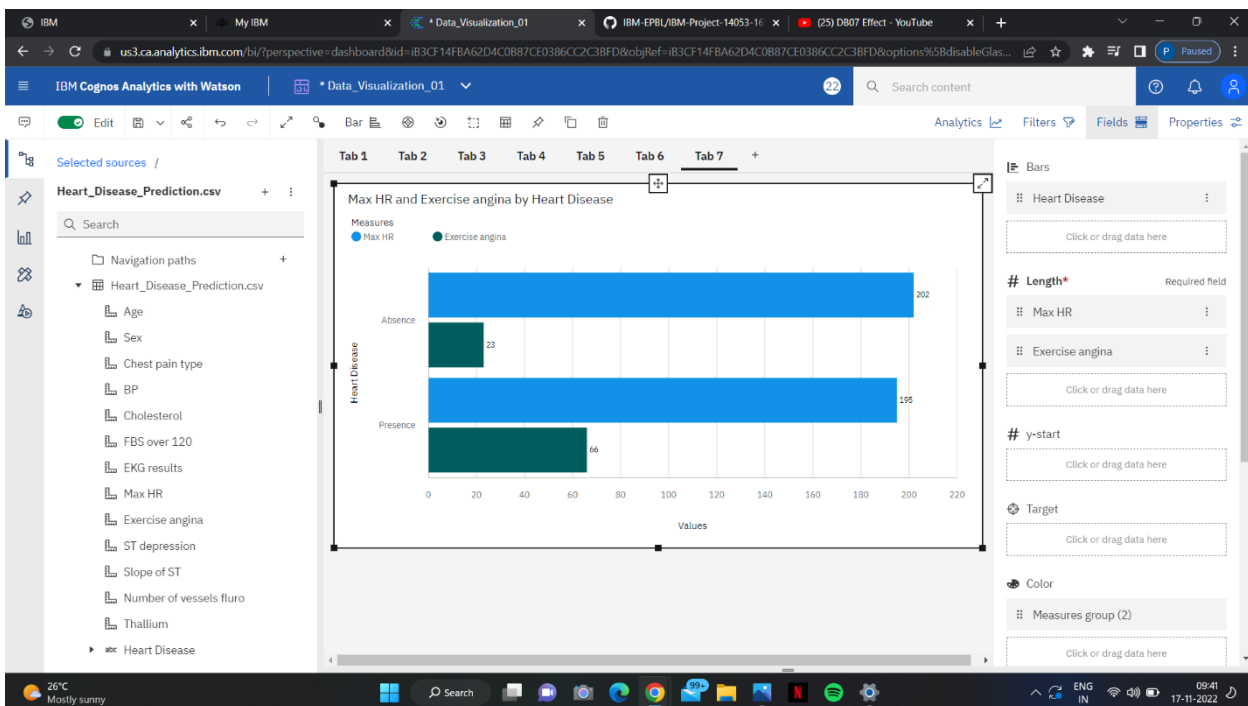 IBM
My IBM
* Data_Visualization_01
IBM-EPBL/IBM-Project-14053-16
(25) DB07 Effect - YouTube
us3.ca.analytics.ibm.com/bi/?perspective=dashboard&id=iB3CF14FBA62D4C0B87CE0386CC2C3BFD&objRef=iB3CF14FBA62D4C0B87CE0386CC2C3BFD&options%5BdisableGlas...
P Paused
IBM Cognos Analytics with Watson
* Data_Visualization_01
22
Search content
Edit
Bar
Analytics
Filters
Fields
Properties
Selected sources /
Heart_Disease_Prediction.csv
Search
Navigation paths
Heart_Disease_Prediction.csv
Age
Sex
Chest pain type
BP
Cholesterol
FBS over 120
EKG results
Max HR
Exercise angina
ST depression
Slope of ST
Number of vessels fluro
Thallium
abc Heart Disease
Tab 1 Tab 2 Tab 3 Tab 4 Tab 5 Tab 6 Tab 7 +
Max HR and Exercise angina by Heart Disease
Measures
Max HR Exercise angina
Heart Disease
Absence
202
23
Presence
195
66
0 20 40 60 80 100 120 140 160 180 200 220
Values
Bars
Heart Disease
Click or drag data here
# Length* Required field
Max HR
Exercise angina
Click or drag data here
# y-start
Click or drag data here
Target
Click or drag data here
Color
Measures group (2)
Click or drag data here
26°C
Mostly sunny
Search
99+
N
ENG
IN
09:41
17-11-2022